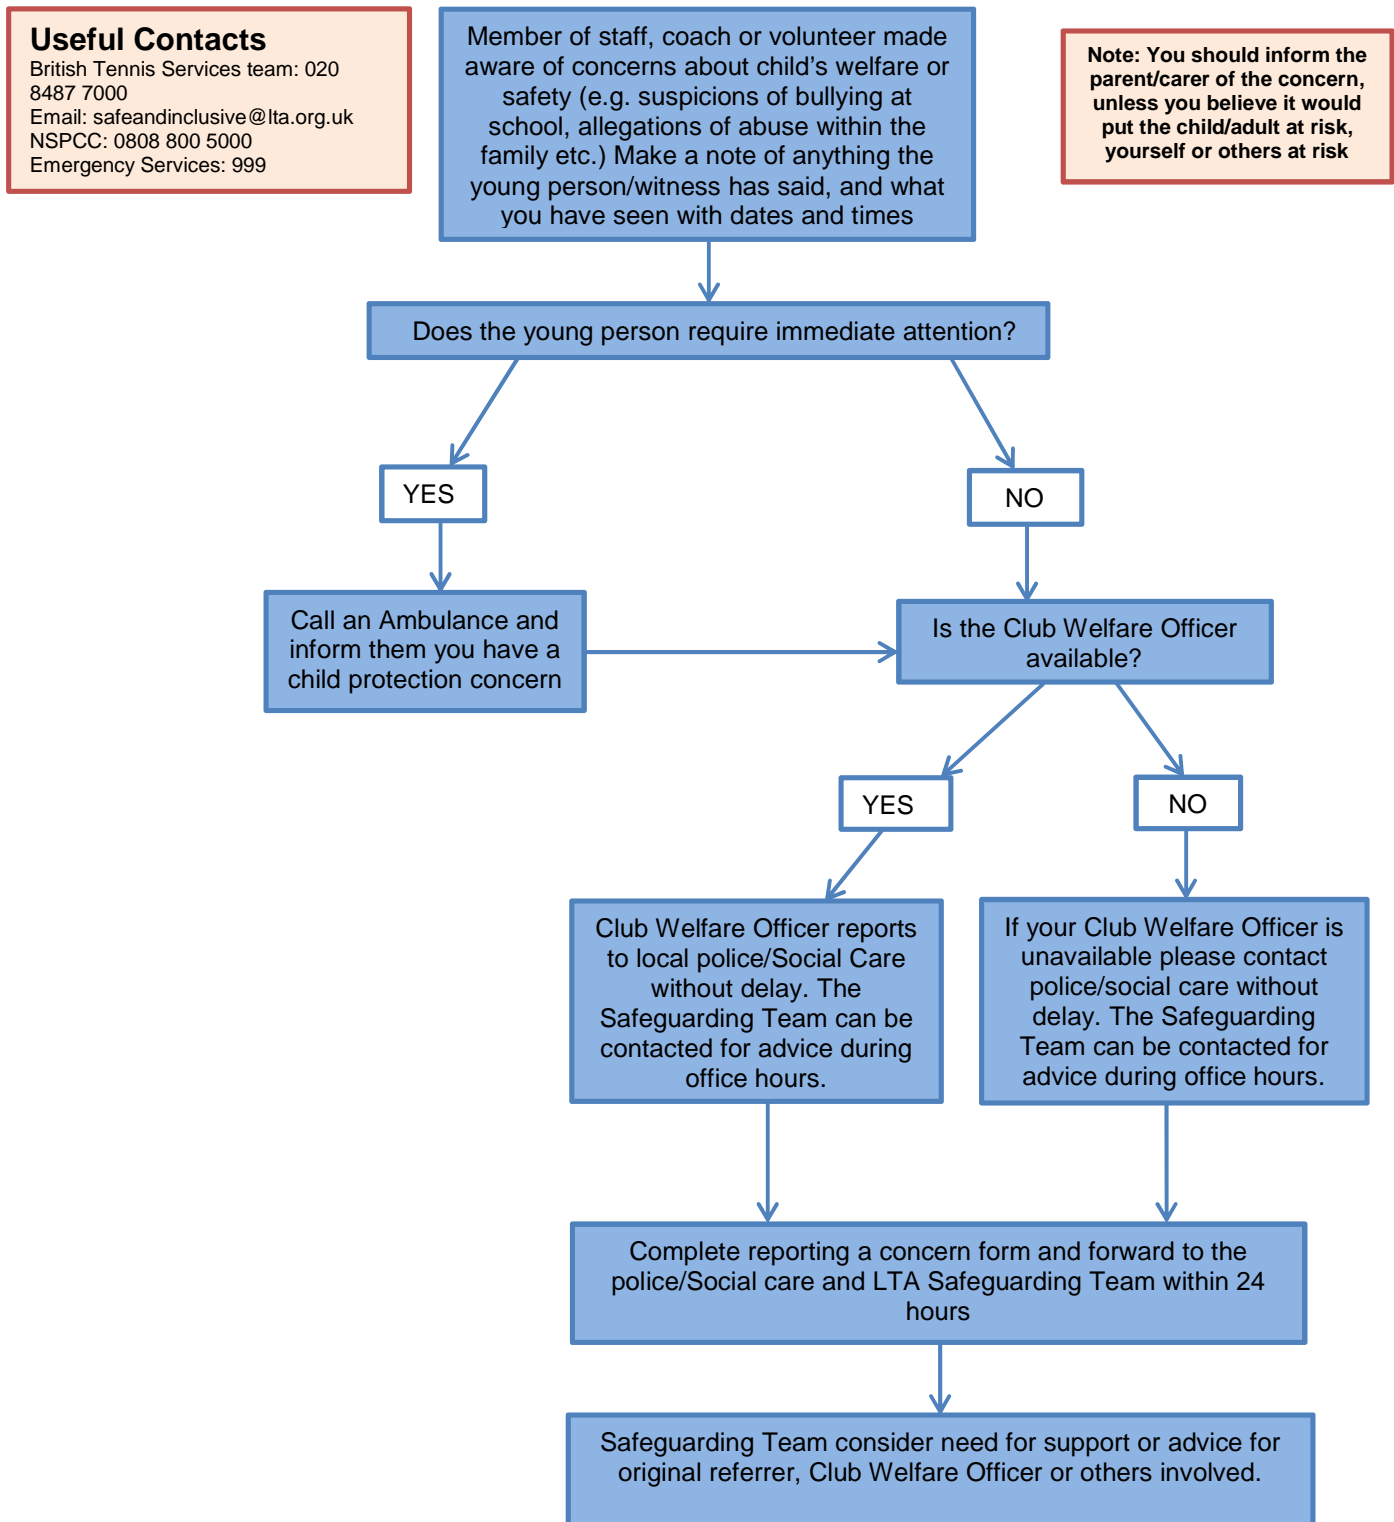 Useful Contacts
British Tennis Services team: 020
8487 7000
Email: safeandinclusive@lta.org.uk
NSPCC: 0808 800 5000
Emergency Services: 999
Member of staff, coach or volunteer made
aware of concerns about child’s welfare or
safety (e.g. suspicions of bullying at
school, allegations of abuse within the
family etc.) Make a note of anything the
young person/witness has said, and what
you have seen with dates and times
Note: You should inform the
parent/carer of the concern,
unless you believe it would
put the child/adult at risk,
yourself or others at risk
Does the young person require immediate attention?
YES
NO
Call an Ambulance and
inform them you have a
child protection concern
Is the Club Welfare Officer
available?
YES
NO
Club Welfare Officer reports
to local police/Social Care
without delay. The
Safeguarding Team can be
contacted for advice during
office hours.
If your Club Welfare Officer is
unavailable please contact
police/social care without
delay. The Safeguarding
Team can be contacted for
advice during office hours.
Complete reporting a concern form and forward to the
police/Social care and LTA Safeguarding Team within 24
hours
Safeguarding Team consider need for support or advice for
original referrer, Club Welfare Officer or others involved.